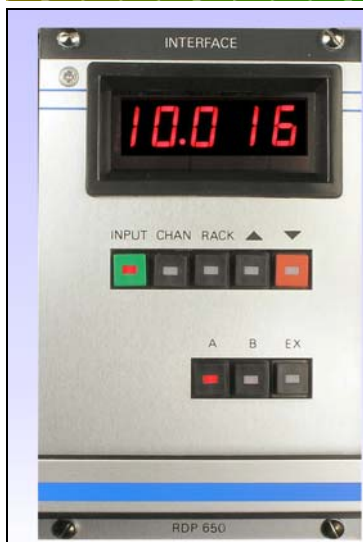 INTERFACE
10.016
INPUT CHAN RACK ▲ ▼
A B EX
RDP 650